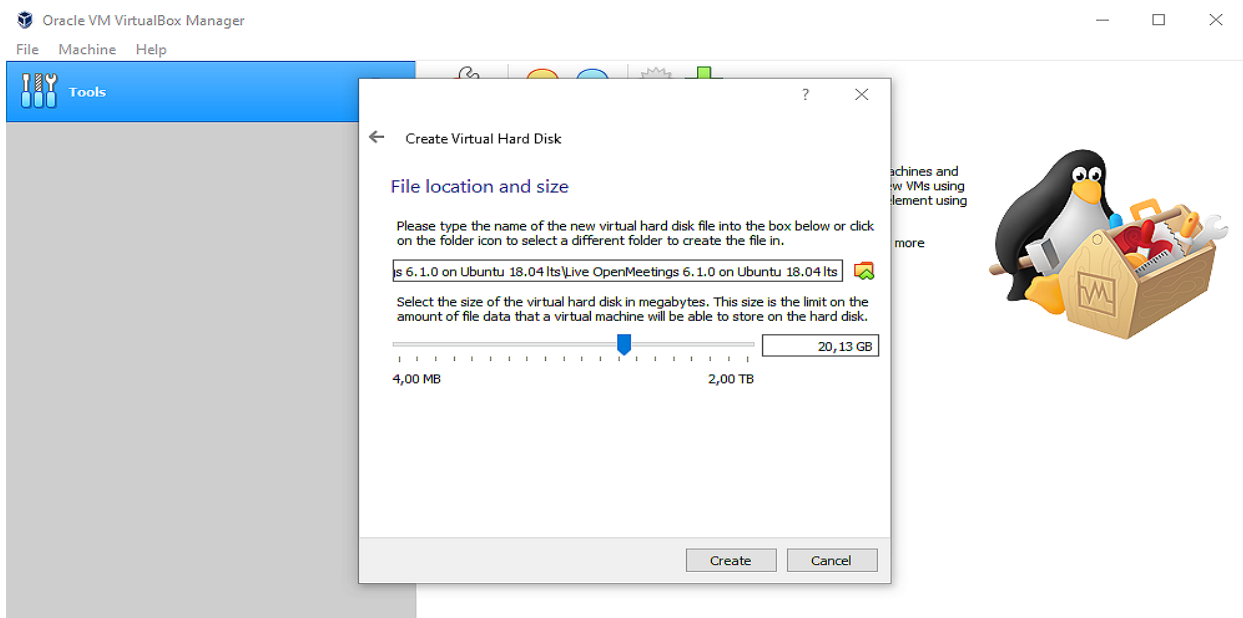 Oracle VM VirtualBox Manager
File Machine Help
Tools
?
Create Virtual Hard Disk
File location and size
Please type the name of the new virtual hard disk file into the box below or click
on the folder icon to select a different folder to create the file in.
6.1.0 on Ubuntu 18.04 lts\Live OpenMeetings 6.1.0 on Ubuntu 18.04 lts
Select the size of the virtual hard disk in megabytes. This size is the limit on the
amount of file data that a virtual machine will be able to store on the hard disk.
20,13 GB
4,00 MB 2,00 TB
Create Cancel
and
VMs using
using
more